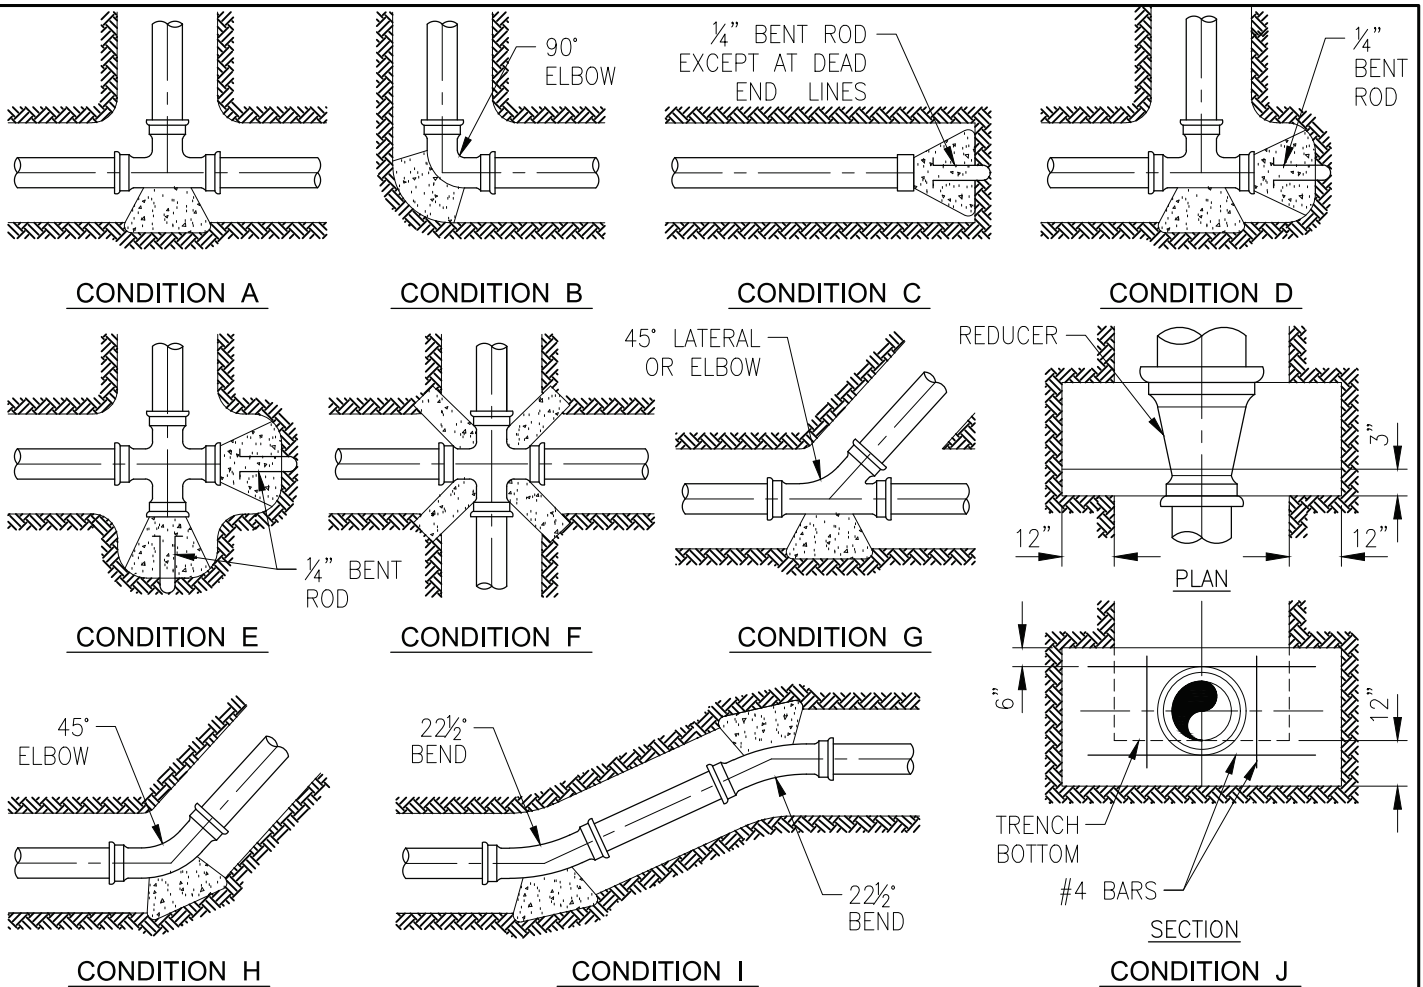 90°
ELBOW
¼" BENT ROD
EXCEPT AT DEAD
END LINES
¼"
BENT
ROD
CONDITION A
CONDITION B
CONDITION C
CONDITION D
¼" BENT
ROD
45° LATERAL
OR ELBOW
REDUCER
3"
12"
12"
PLAN
CONDITION E
CONDITION F
CONDITION G
45°
ELBOW
22½°
BEND
22½°
BEND
6"
12"
TRENCH
BOTTOM
#4 BARS
SECTION
CONDITION H
CONDITION I
CONDITION J